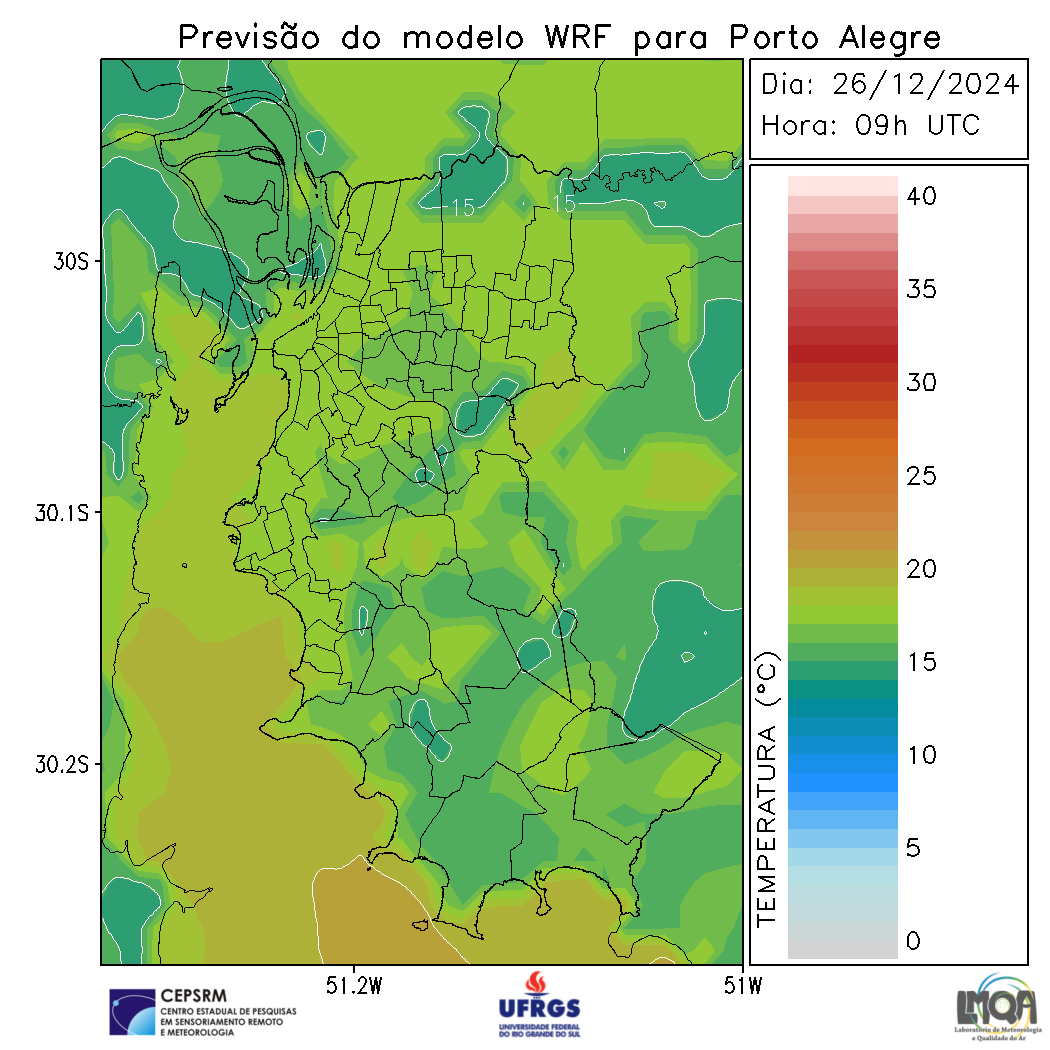 Previsão do modelo WRF para Porto Alegre
Dia: 26/12/2024
Hora: 09h UTC
40
35
30
25
20
15
10
5
0
TEMPERATURA (°C)
30S
30.1S
30.2S
51.2W
51W
15
15
CEPSRM
CENTRO ESTADUAL DE PESQUISAS
EM SENSORIAMENTO REMOTO
E METEOROLOGIA
UFRGS
UNIVERSIDADE FEDERAL
DO RIO GRANDE DO SUL
LMQA
Laboratório de Meteorologia
e Qualidade do Ar